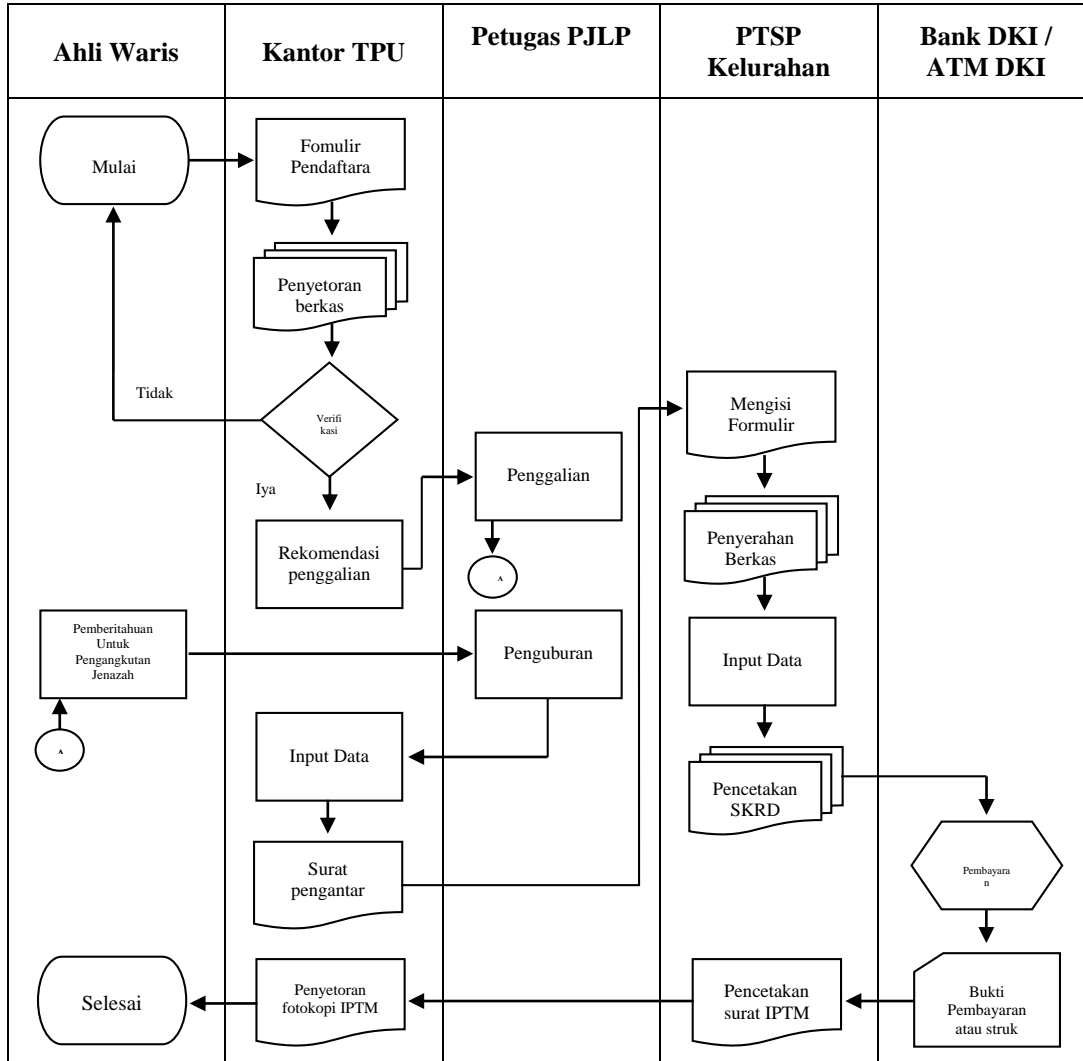 Ahli Waris
Kantor TPU
Petugas PJLP
PTSP
Kelurahan
Bank DKI /
ATM DKI
Mulai
Fomulir
Pendaftara
Penyetoran
berkas
Tidak
Verifi
kasi
Iya
Rekomendasi
penggalian
Penggalian
A
Pemberitahuan
Untuk
Pengangkutan
Jenazah
A
Penguburan
Input Data
Surat
pengantar
Mengisi
Formulir
Penyerahan
Berkas
Input Data
Pencetakan
SKRD
Pembayara
n
Bukti
Pembayaran
atau struk
Pencetakan
surat IPTM
Penyetoran
fotokopi IPTM
Selesai